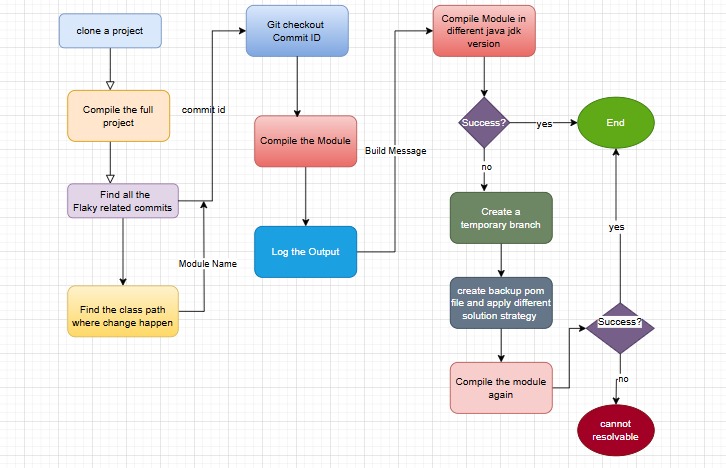 clone a project
Compile the full
project
Find all the
Flaky related commits
Find the class path
where change happen
Module Name
commit id
Git checkout
Commit ID
Compile the Module
Log the Output
Build Message
Compile Module in
different java jdk
version
Success?
yes
End
no
Create a
temporary branch
create backup pom
file and apply different
solution strategy
Compile the module
again
Success?
yes
no
cannot
resolvable